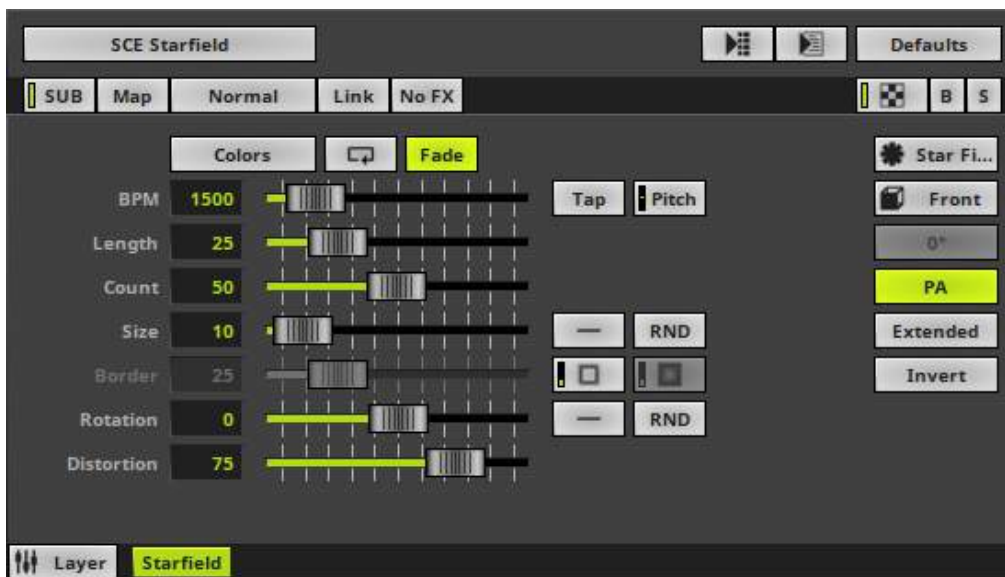 SCE Starfield Defaults
SUB Map Normal Link No FX B S
Colors Fade Star Fi...
BPM 1500 Tap Pitch Front
Length 25 0°
Count 50 PA
Size 10 RND Extended
Border 25 Invert
Rotation 0 RND
Distortion 75
Layer Starfield